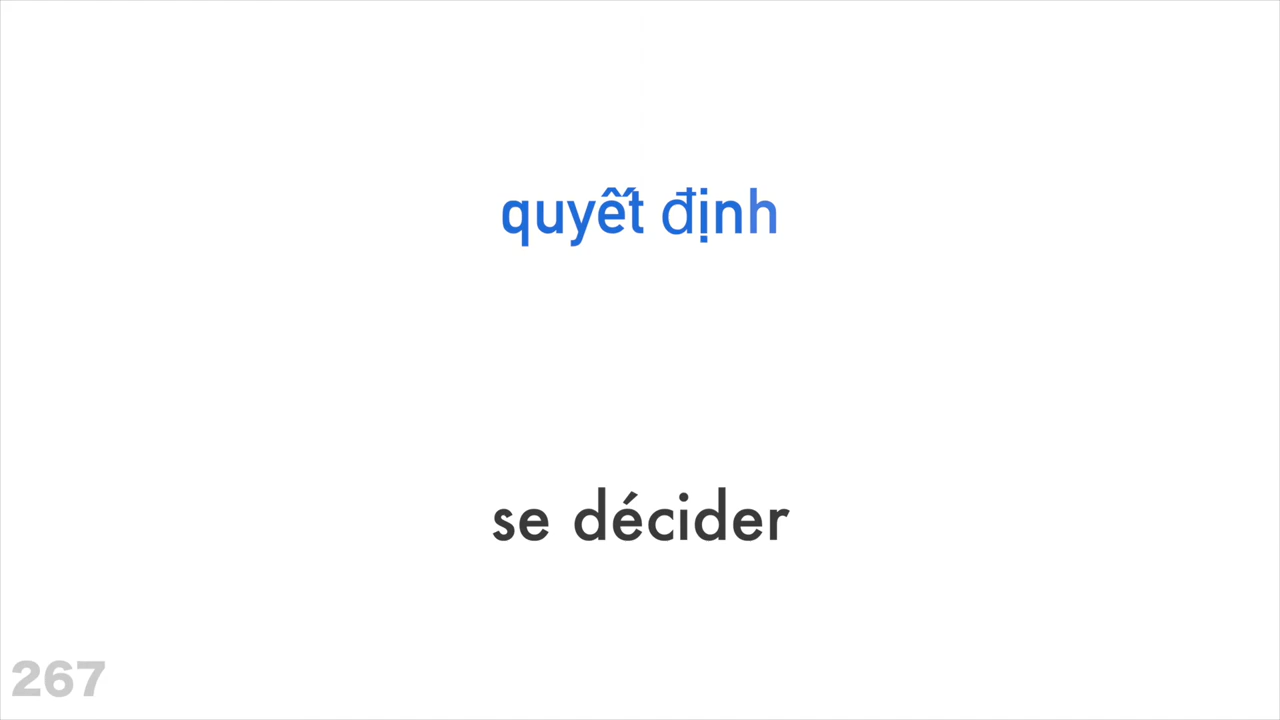 quyết định
se décider
267